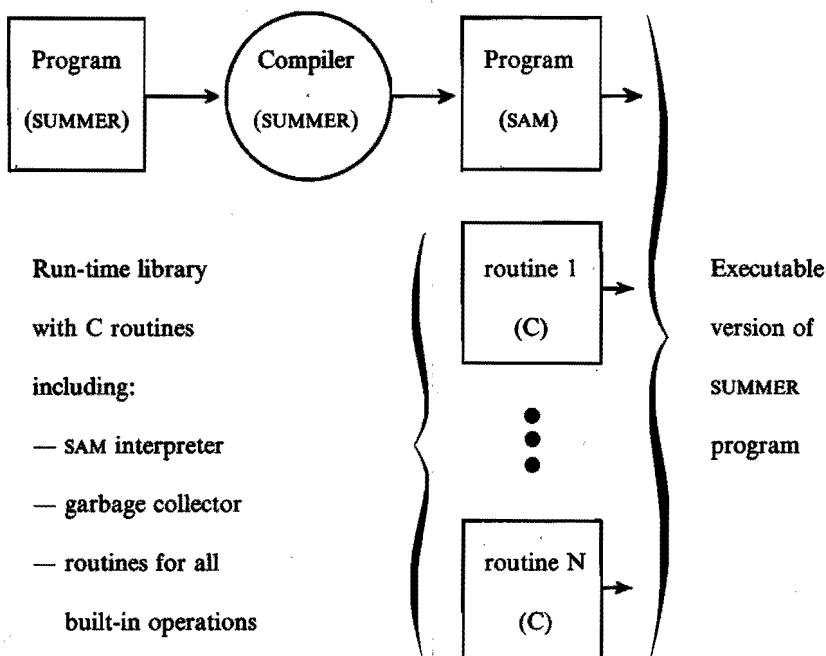 Program
(SUMMER)
Compiler
(SUMMER)
Program
(SAM)
Run-time library
with C routines
including:
— SAM interpreter
— garbage collector
— routines for all
built-in operations
routine 1
(C)
routine N
(C)
Executable
version of
SUMMER
program